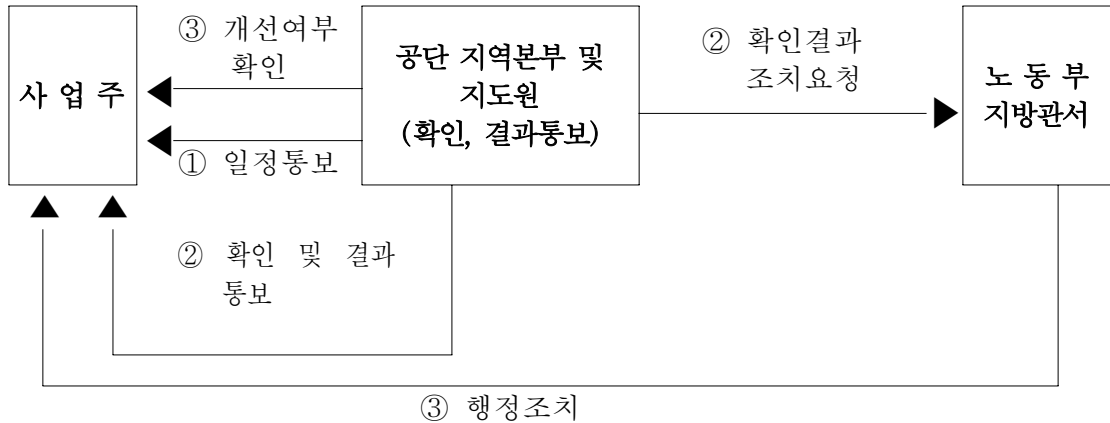 ③ 개선여부
확인
공단 지역본부 및
지도원
(확인, 결과통보)
② 확인결과
조치요청
사 업 주
노 동 부
지방관서
① 일정통보
② 확인 및 결과
통보
③ 행정조치